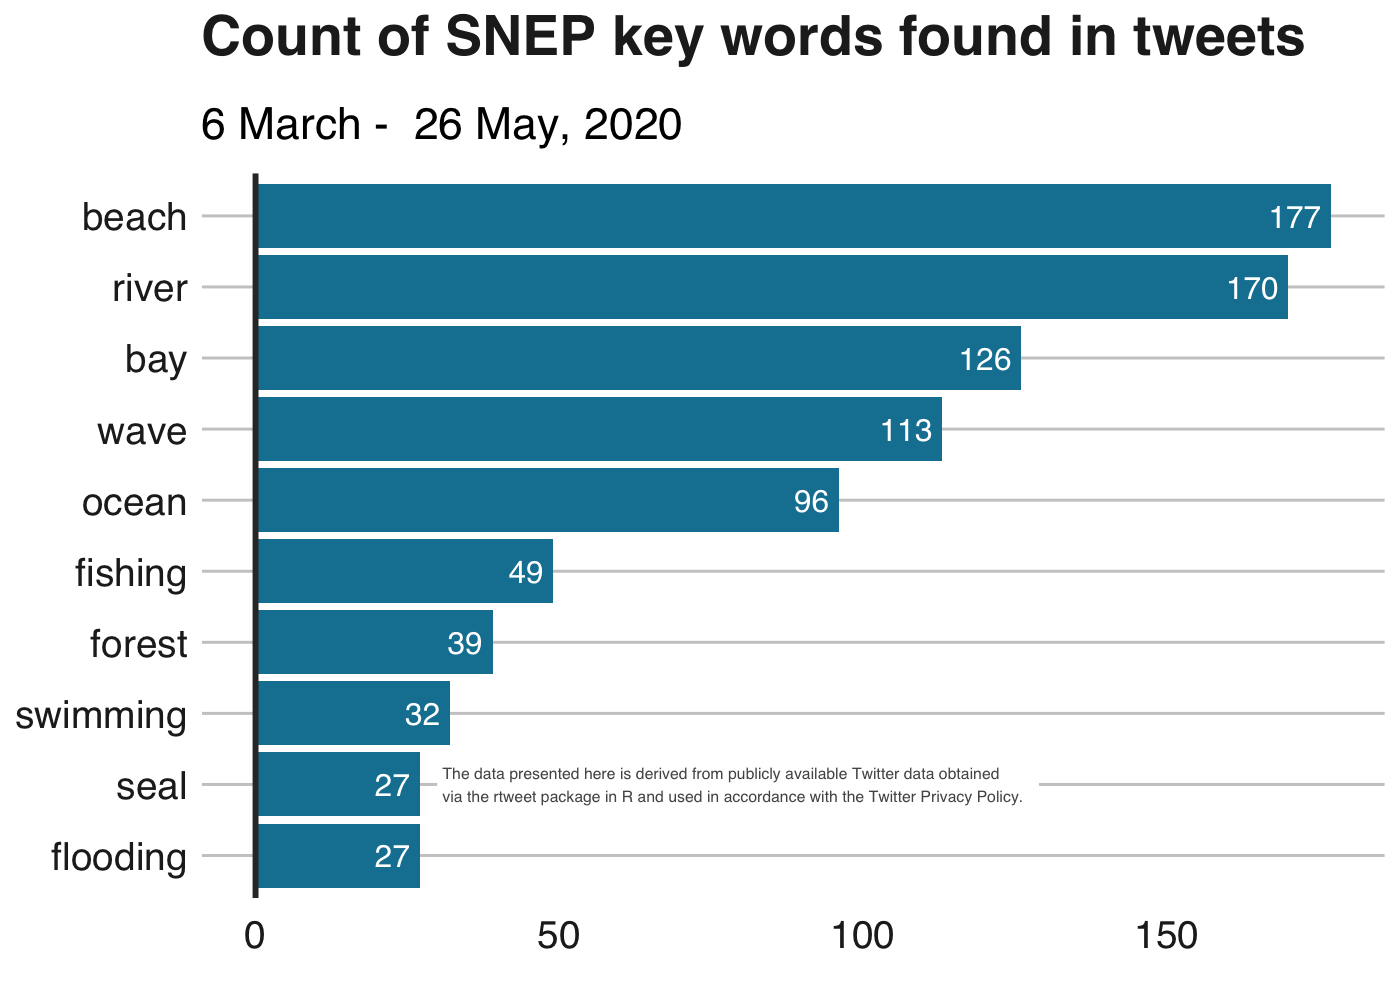 Count of SNEP key words found in tweets
6 March -  26 May, 2020
beach 177
river 170
bay 126
wave 113
ocean 96
fishing 49
forest 39
swimming 32
seal 27
The data presented here is derived from publicly available Twitter data obtained
via the rtweet package in R and used in accordance with the Twitter Privacy Policy.
flooding 27
0 50 100 150